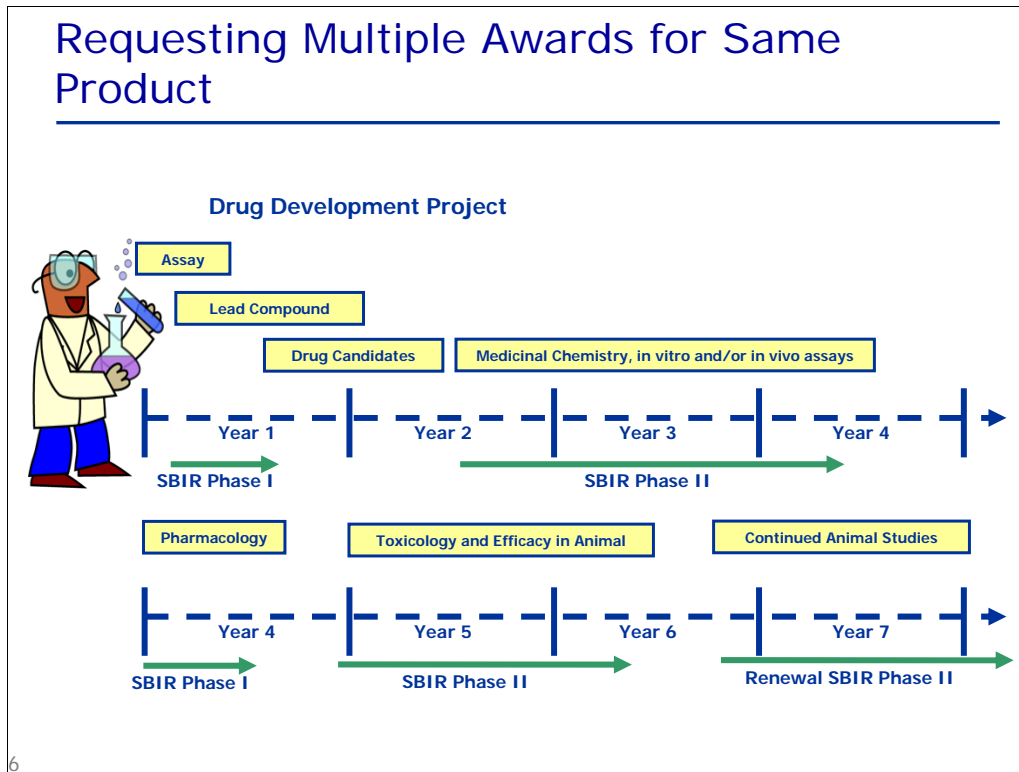 Requesting Multiple Awards for Same
Product
Drug Development Project
Assay
Lead Compound
Drug Candidates
Medicinal Chemistry, in vitro and/or in vivo assays
Year 1
Year 2
Year 3
Year 4
SBIR Phase I
SBIR Phase II
Pharmacology
Toxicology and Efficacy in Animal
Continued Animal Studies
Year 4
Year 5
Year 6
Year 7
SBIR Phase I
SBIR Phase II
Renewal SBIR Phase II
6